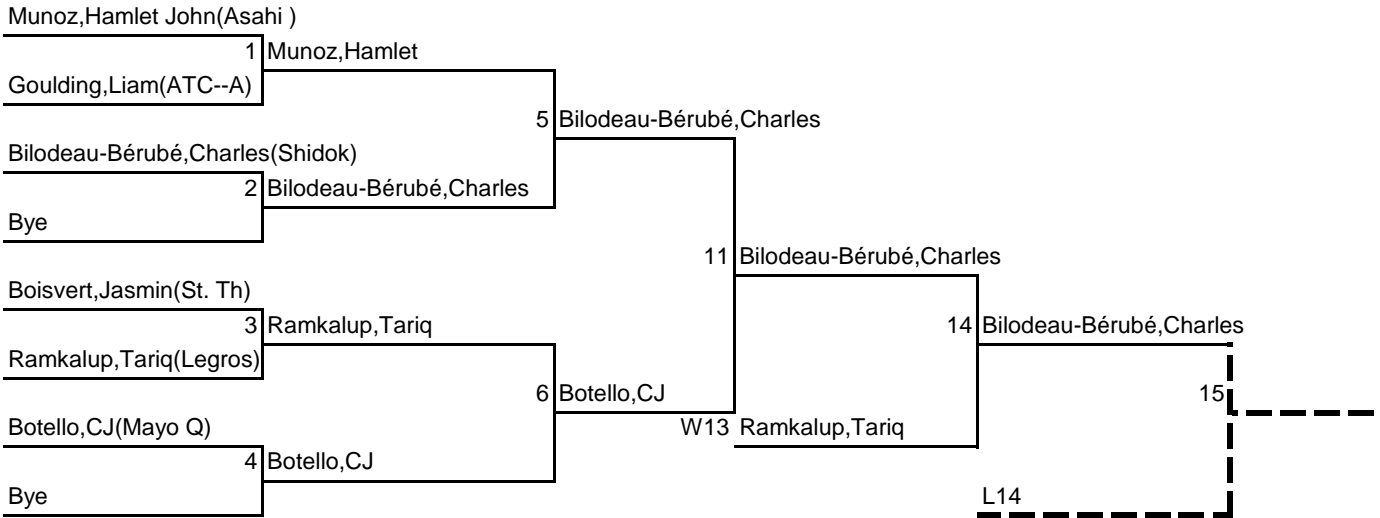 Munoz,Hamlet John(Asahi )
1 Munoz,Hamlet
Goulding,Liam(ATC--A)
5 Bilodeau-Bérubé,Charles
Bilodeau-Bérubé,Charles(Shidok)
2 Bilodeau-Bérubé,Charles
Bye
11 Bilodeau-Bérubé,Charles
Boisvert,Jasmin(St. Th)
3 Ramkalup,Tariq
14 Bilodeau-Bérubé,Charles
Ramkalup,Tariq(Legros)
6 Botello,CJ
15
Botello,CJ(Mayo Q)
W13 Ramkalup,Tariq
4 Botello,CJ
Bye
L14